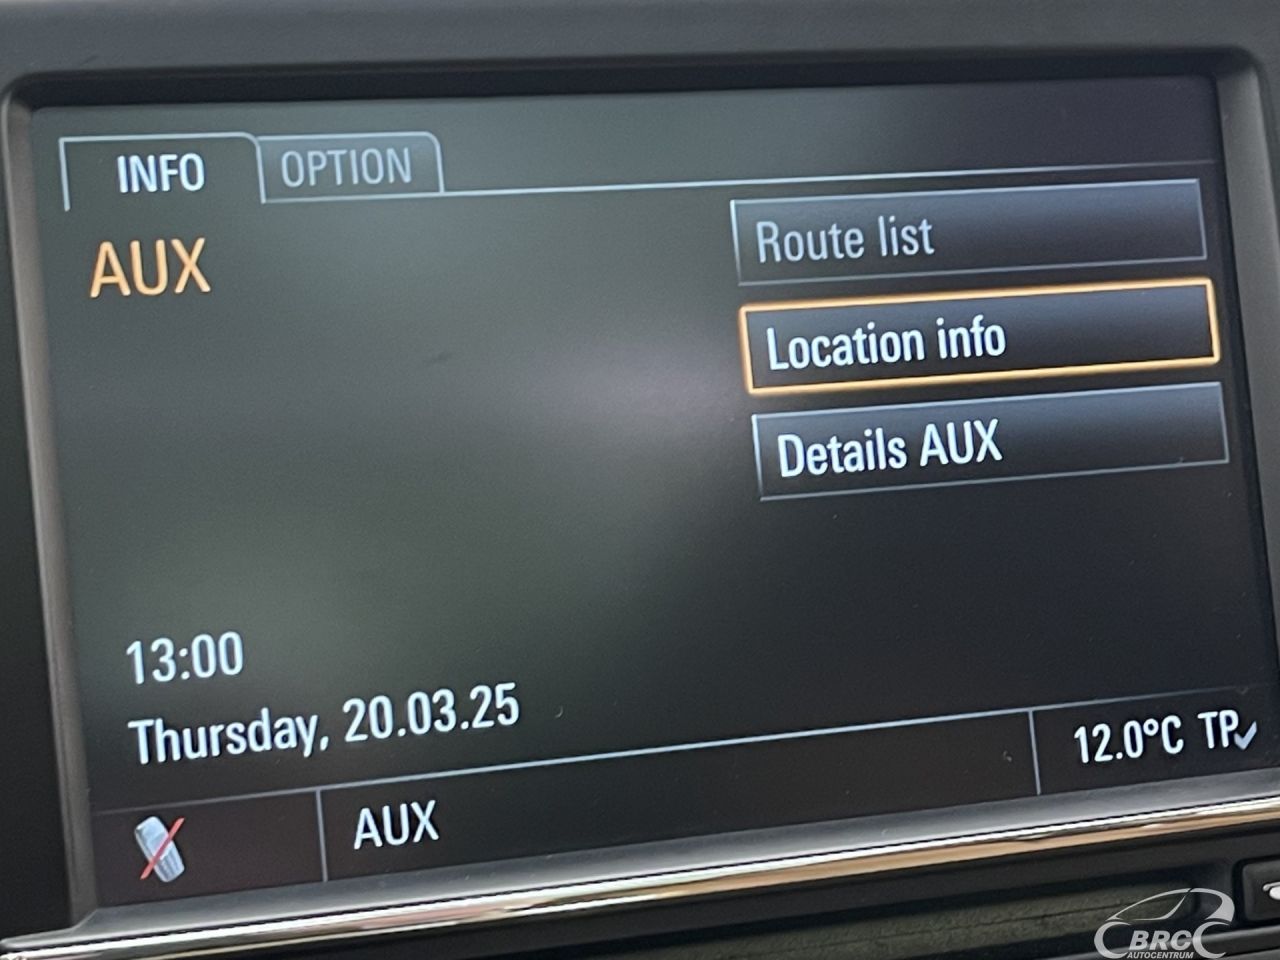 INFO OPTION
AUX
Route list
Location info
Details AUX
13:00
Thursday, 20.03.25
AUX
12.0°C TP
BRC
AUTOCENTRUM